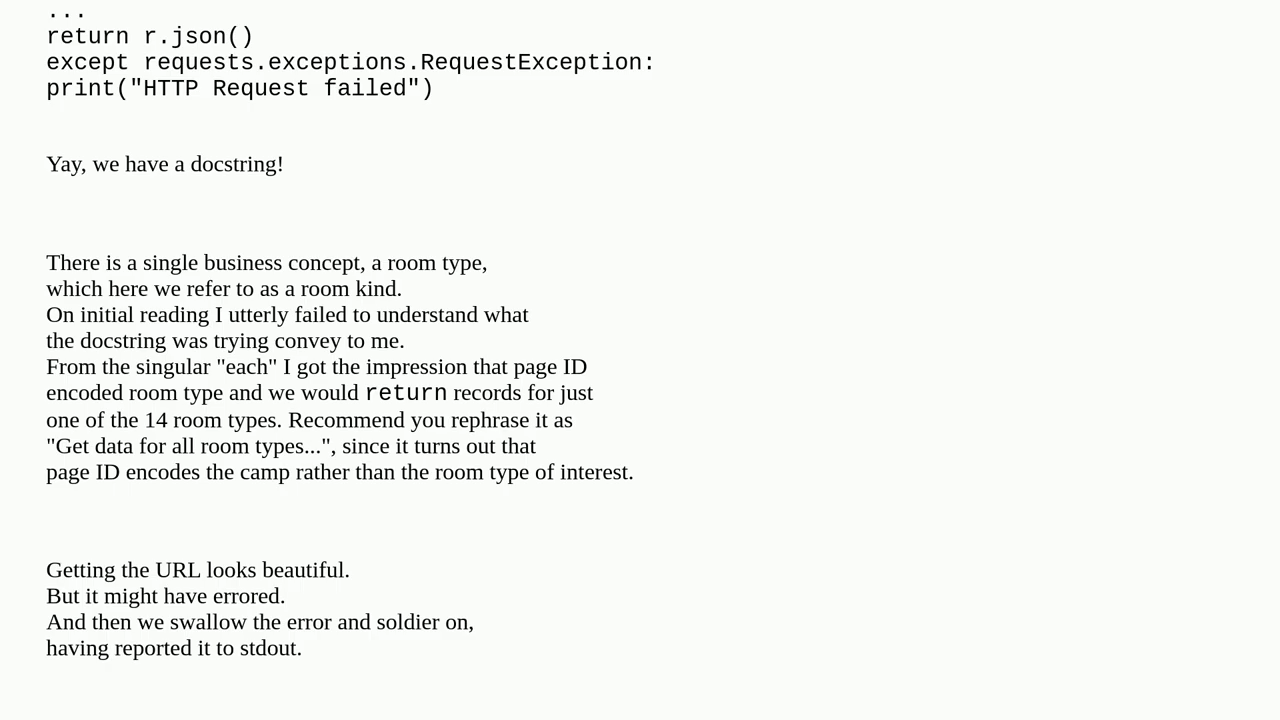 ...
return r.json()
except requests.exceptions.RequestException:
print("HTTP Request failed")
Yay, we have a docstring!
There is a single business concept, a room type,
which here we refer to as a room kind.
On initial reading I utterly failed to understand what
the docstring was trying convey to me.
From the singular "each" I got the impression that page ID
encoded room type and we would return records for just
one of the 14 room types. Recommend you rephrase it as
"Get data for all room types...", since it turns out that
page ID encodes the camp rather than the room type of interest.
Getting the URL looks beautiful.
But it might have errored.
And then we swallow the error and soldier on,
having reported it to stdout.